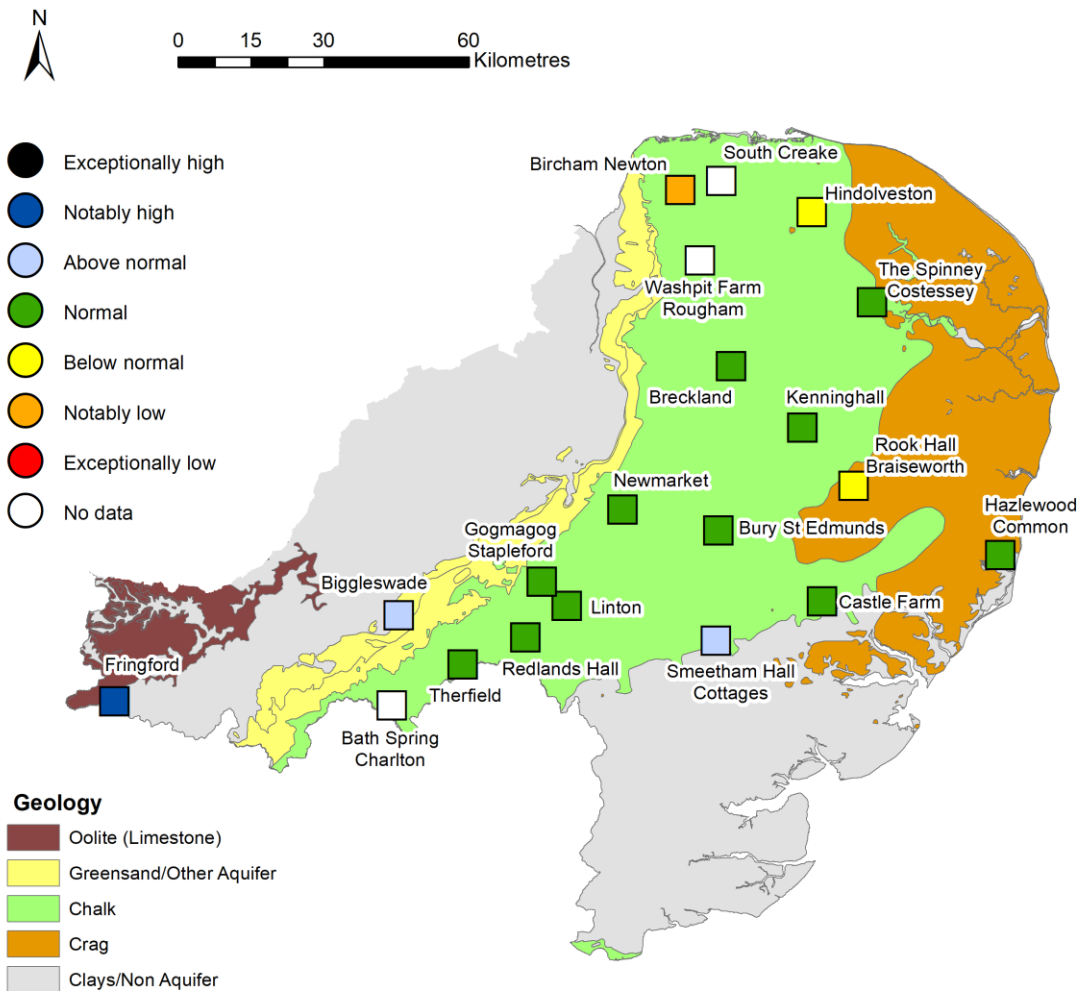 N
0 15 30 60
Kilometres
Exceptionally high
Notably high
Above normal
Normal
Below normal
Notably low
Exceptionally low
No data
South Creake
Bircham Newton
Hindolveston
The Spinney
Costessey
Washpit Farm
Rougham
Breckland
Kenninghall
Rook Hall
Braiseworth
Newmarket
Hazlewood
Common
Bury St Edmunds
Gogmagog
Stapleford
Biggleswade
Linton
Castle Farm
Fringford
Redlands Hall
Smeetham Hall
Cottages
Therfield
Bath Spring
Charlton
Geology
Oolite (Limestone)
Greensand/Other Aquifer
Chalk
Crag
Clays/Non Aquifer